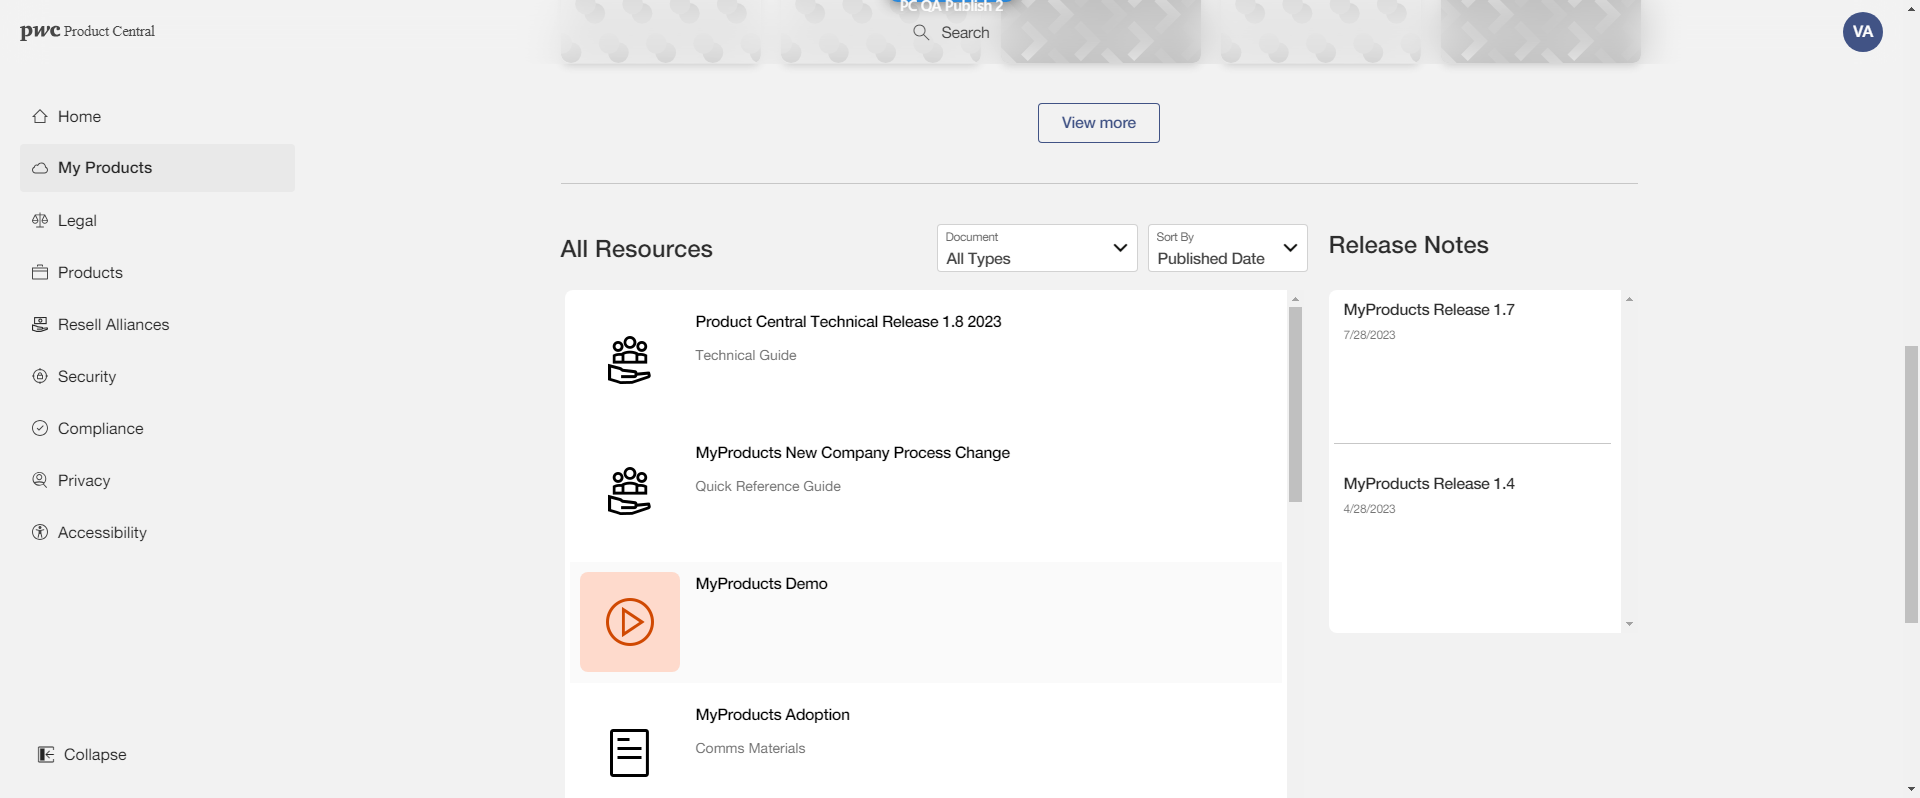 pwc Product Central
PC QA Publish 2
Search
VA
Home
My Products
Legal
Products
Resell Alliances
Security
Compliance
Privacy
Accessibility
Collapse
View more
All Resources
Document
All Types
Sort By
Published Date
Product Central Technical Release 1.8 2023
Technical Guide
MyProducts New Company Process Change
Quick Reference Guide
MyProducts Demo
MyProducts Adoption
Comms Materials
Release Notes
MyProducts Release 1.7
7/28/2023
MyProducts Release 1.4
4/28/2023